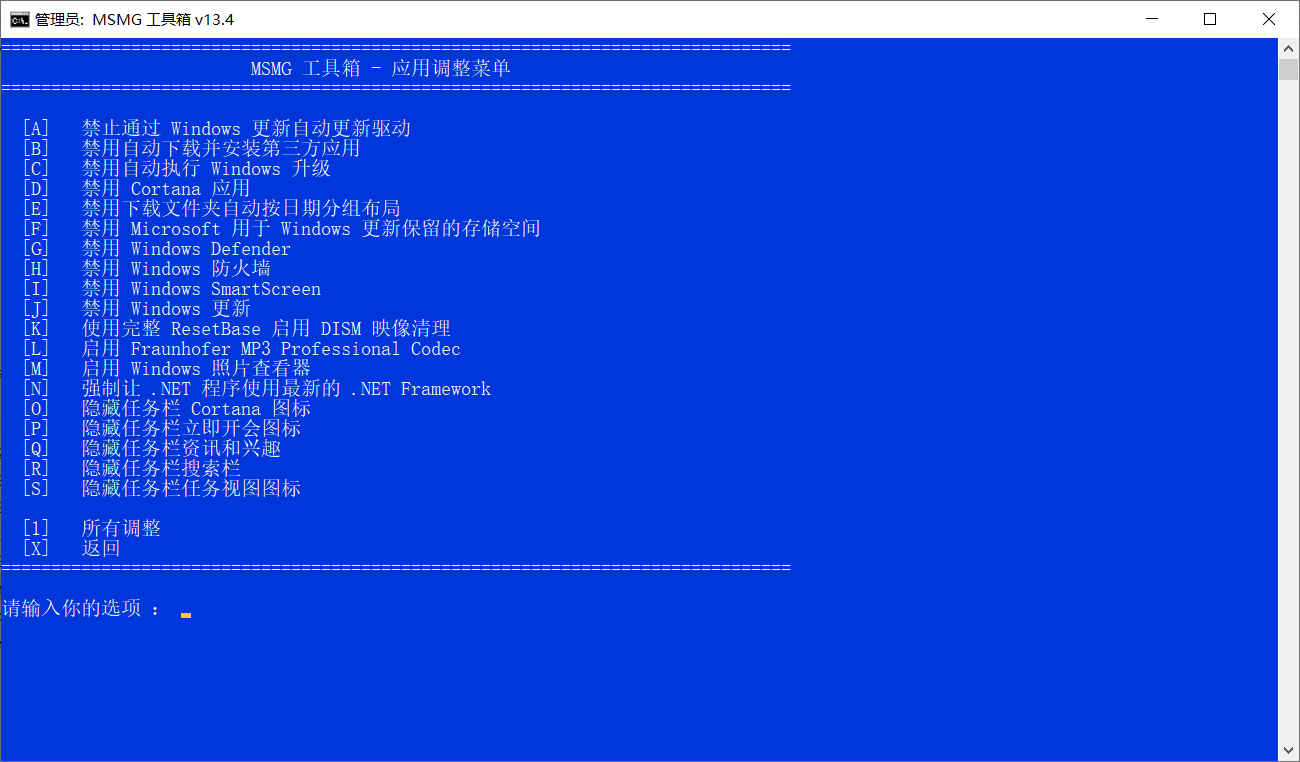 管理员: MSMG 工具箱 v13.4
===============================================================================
MSMG 工具箱 - 应用调整菜单
===============================================================================
[A] 禁止通过 Windows 更新自动更新驱动
[B] 禁用自动下载并安装第三方应用
[C] 禁用自动执行 Windows 升级
[D] 禁用 Cortana 应用
[E] 禁用下载文件夹自动按日期分组布局
[F] 禁用 Microsoft 用于 Windows 更新保留的存储空间
[G] 禁用 Windows Defender
[H] 禁用 Windows 防火墙
[I] 禁用 Windows SmartScreen
[J] 禁用 Windows 更新
[K] 使用完整 ResetBase 启用 DISM 映像清理
[L] 启用 Fraunhofer MP3 Professional Codec
[M] 启用 Windows 照片查看器
[N] 强制让 .NET 程序使用最新的 .NET Framework
[O] 隐藏任务栏 Cortana 图标
[P] 隐藏任务栏立即开会图标
[Q] 隐藏任务栏资讯和兴趣
[R] 隐藏任务栏搜索栏
[S] 隐藏任务栏任务视图图标
[1] 所有调整
[X] 返回
===============================================================================
请输入你的选项 :